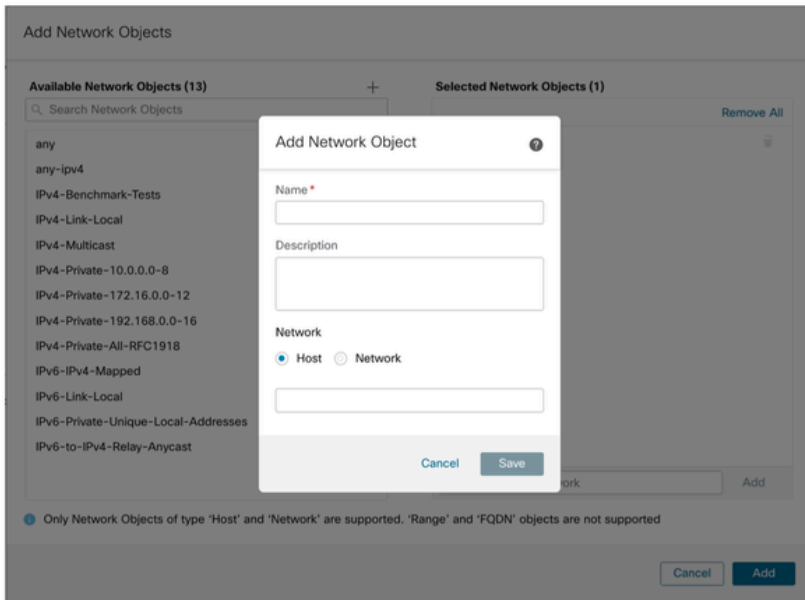 Add Network Objects
Available Network Objects (13)
+
Selected Network Objects (1)
Search Network Objects
Remove All
any
any-ipv4
IPv4-Benchmark-Tests
IPv4-Link-Local
IPv4-Multicast
IPv4-Private-10.0.0.0-8
IPv4-Private-172.16.0.0-12
IPv4-Private-192.168.0.0-16
IPv4-Private-All-RFC1918
IPv6-IPv4-Mapped
IPv6-Link-Local
IPv6-Private-Unique-Local-Addresses
IPv6-to-IPv4-Relay-Anycast
Add Network Object
?
Name*
Description
Network
Host Network
Cancel Save
Add
Only Network Objects of type 'Host' and 'Network' are supported. 'Range' and 'FQDN' objects are not supported
Cancel Add